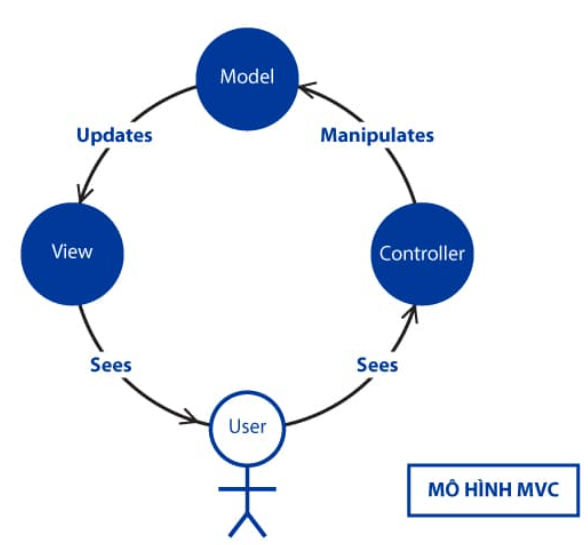 Model
Updates
Manipulates
View
Controller
Sees
Sees
User
MÔ HÌNH MVC